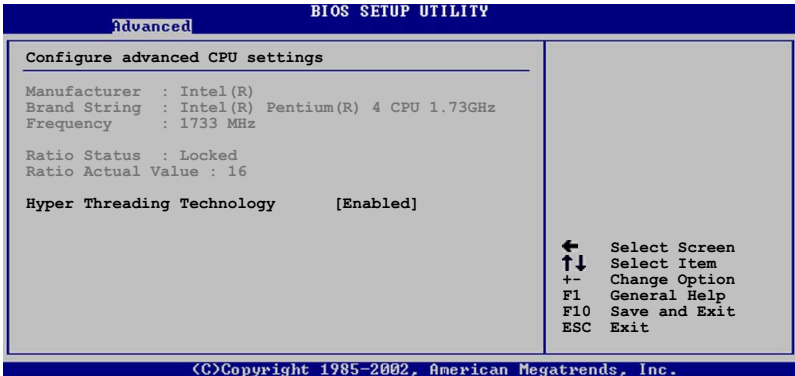 BIOS SETUP UTILITY
Advanced
Configure advanced CPU settings
Manufacturer : Intel(R)
Brand String : Intel(R) Pentium(R) 4 CPU 1.73GHz
Frequency : 1733 MHz
Ratio Status : Locked
Ratio Actual Value : 16
Hyper Threading Technology [Enabled]
← Select Screen
↑↓ Select Item
+- Change Option
F1 General Help
F10 Save and Exit
ESC Exit
(C)Copyright 1985-2002, American Megatrends, Inc.